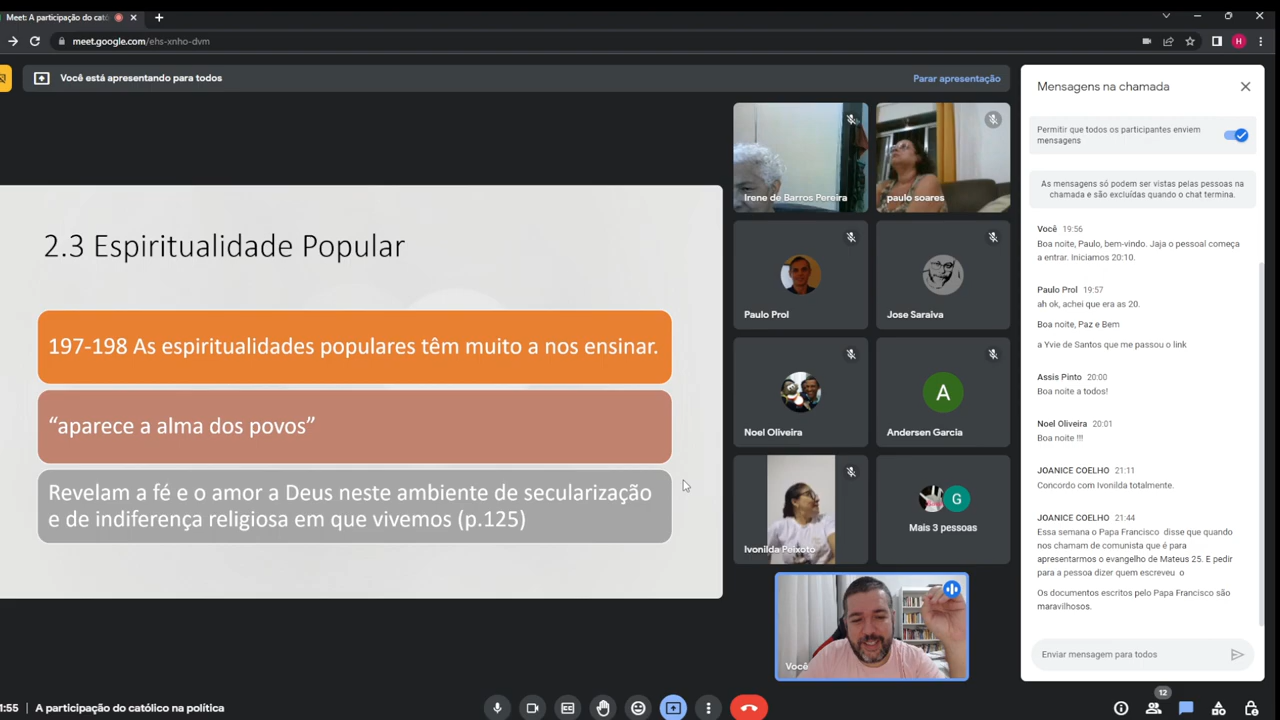 Meet: A participação do cató
meet.google.com/ehs-xnho-dvm
H
Você está apresentando para todos
Parar apresentação
2.3 Espiritualidade Popular
197-198 As espiritualidades populares têm muito a nos ensinar.
“aparece a alma dos povos”
Revelam a fé e o amor a Deus neste ambiente de secularização
e de indiferença religiosa em que vivemos (p.125)
Irene de Barros Pereira
paulo soares
Paulo Prol
Jose Saraiva
Noel Oliveira
A
Andersen Garcia
Ivonilda Peixoto
G
Mais 3 pessoas
Você
Mensagens na chamada
Permitir que todos os participantes enviem
mensagens
As mensagens só podem ser vistas pelas pessoas na
chamada e são excluídas quando o chat termina.
Você 19:56
Boa noite, Paulo, bem-vindo. Jaja o pessoal começa
a entrar. Iniciamos 20:10.
Paulo Prol 19:57
ah ok, achei que era as 20.
Boa noite, Paz e Bem
a Yvie de Santos que me passou o link
Assis Pinto 20:00
Boa noite a todos!
Noel Oliveira 20:01
Boa noite !!!
JOANICE COELHO 21:11
Concordo com Ivonilda totalmente.
JOANICE COELHO 21:44
Essa semana o Papa Francisco disse que quando
nos chamam de comunista que é para
apresentarmos o evangelho de Mateus 25. E pedir
para a pessoa dizer quem escreveu o
Os documentos escritos pelo Papa Francisco são
maravilhosos.
Enviar mensagem para todos
1:55 | A participação do católico na política
12